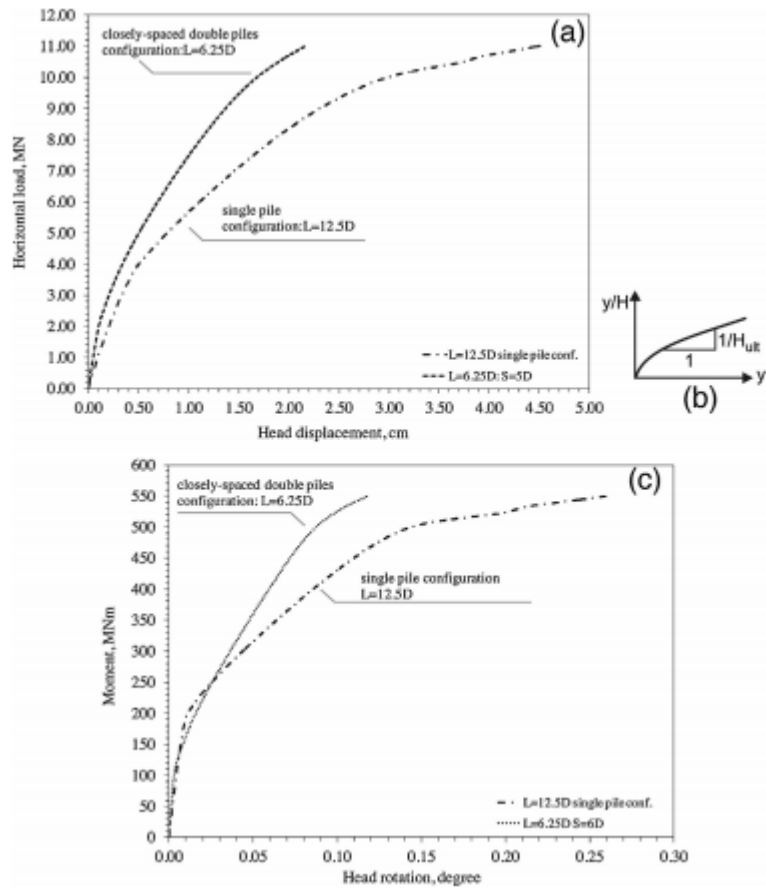 (a)
12.00
11.00
10.00
9.00
8.00
7.00
6.00
5.00
4.00
3.00
2.00
1.00
0.00
Horizontal load, MN
closely-spaced double piles
configuration:L=6.25D
single pile
configuration:L=12.5D
L=12.5D single pile conf.
L=6.25D: S=5D
0.00 0.50 1.00 1.50 2.00 2.50 3.00 3.50 4.00 4.50 5.00
Head displacement, cm
y/H
1/Hult
1
y
(b)
(c)
600
550
500
450
400
350
300
250
200
150
100
50
0
Moment, MNm
closely-spaced double piles
configuration: L=6.25D
single pile configuration
L=12.5D
L=12.5D single pile conf.
L=6.25D S=6D
0.00 0.05 0.10 0.15 0.20 0.25 0.30
Head rotation, degree